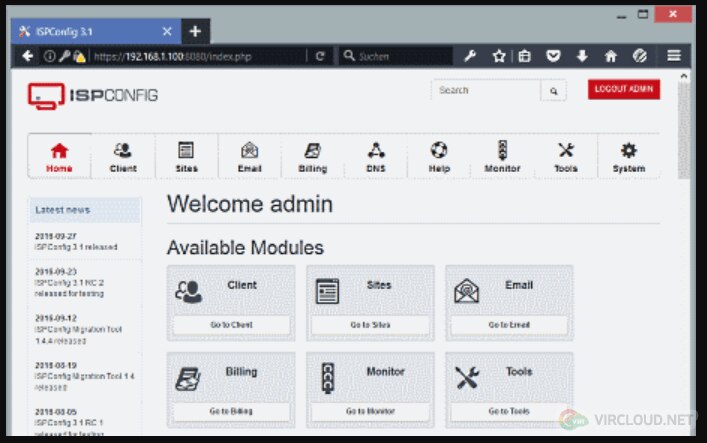 ISPConfig 3.1
https://192.168.1.100:8080/index.php
Suchen
ISPCONFIG
Search
LOGOUT ADMIN
Home
Client
Sites
Email
Billing
DNS
Help
Monitor
Tools
System
Latest news
2016-09-27
ISPConfig 3.1 released
2016-09-23
ISPConfig 3.1 RC 2
released for testing
2016-09-12
ISPConfig Migration Tool
1.4.4 released
2016-08-19
ISPConfig Migration Tool 1.4
released
2016-08-05
ISPConfig 3.1 RC 1
Welcome admin
Available Modules
Client
Go to Client
Sites
Go to Sites
Email
Go to Email
Billing
Go to Billing
Monitor
Go to Monitor
Tools
Go to Tools
VIRCLOUD.NET